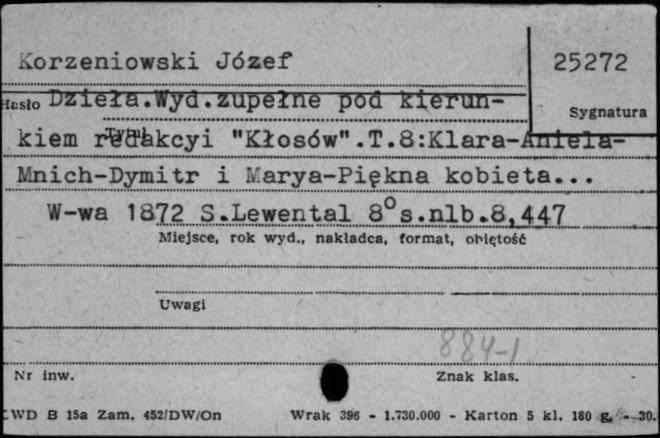 Korzeniowski Józef
25272
Hasło Dzieła.Wyd.zupełne pod kierun-
Sygnatura
Tytuł
kiem redakcyi "Kłosów".T.8:Klara-Aniela-
Mnich-Dymitr i Marya-Piękna kobieta...
W-wa 1872 S.Lewental 8° s.nlb.8,447
Miejsce, rok wyd., nakładca, format, objętość
Uwagi
884-1
Nr inw.
Znak klas.
LWD B 15a Zam. 452/DW/On Wrak 396 - 1.730.000 - Karton 5 kl. 180 g. - 30.